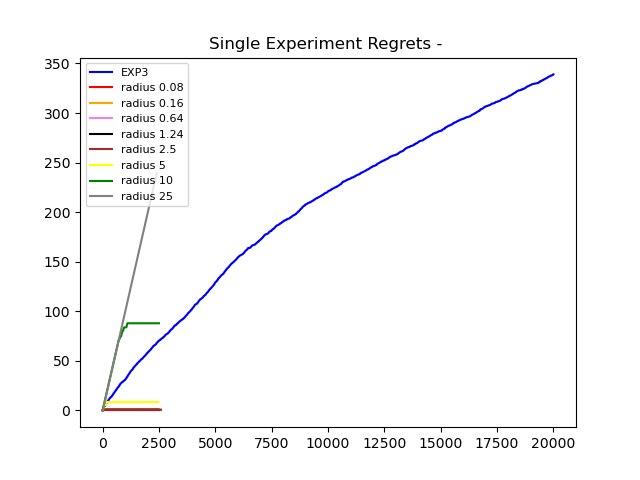 Single Experiment Regrets -
350
300
250
200
150
100
50
0
EXP3
radius 0.08
radius 0.16
radius 0.64
radius 1.24
radius 2.5
radius 5
radius 10
radius 25
0 2500 5000 7500 10000 12500 15000 17500 20000